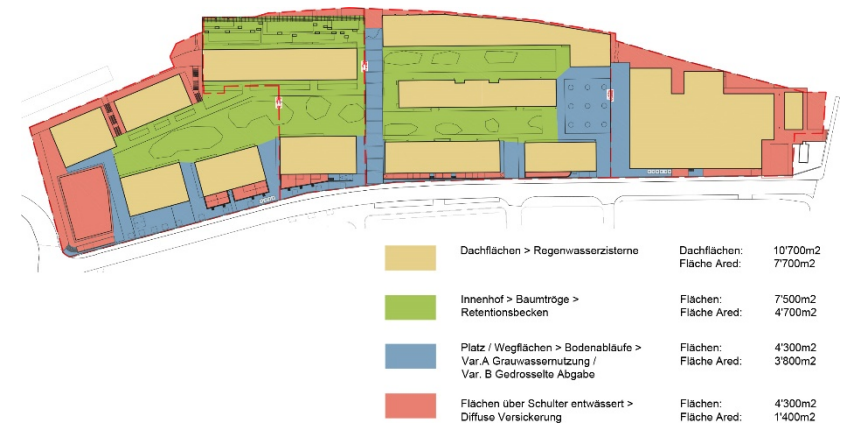 Dachflächen > Regenwasserzisterne Dachflächen: 10'700m2
Fläche Ared: 7'700m2
Innenhof > Baumtröge > Flächen: 7'500m2
Retentionsbecken Fläche Ared: 4'700m2
Platz / Wegflächen > Bodenabläufe > Flächen: 4'300m2
Var.A Grauwassernutzung / Fläche Ared: 3'800m2
Var. B Gedrosselte Abgabe
Flächen über Schulter entwässert > Flächen: 4'300m2
Diffuse Versickerung Fläche Ared: 1'400m2